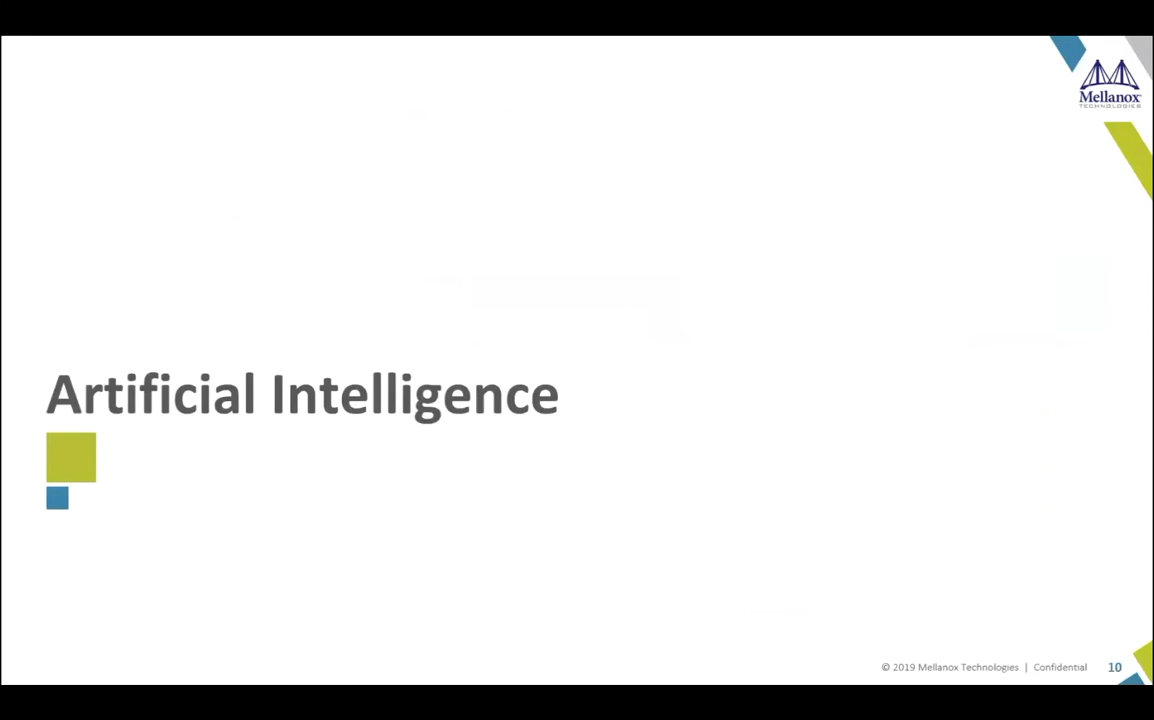 Mellanox
TECHNOLOGIES
Artificial Intelligence
© 2019 Mellanox Technologies | Confidential 10